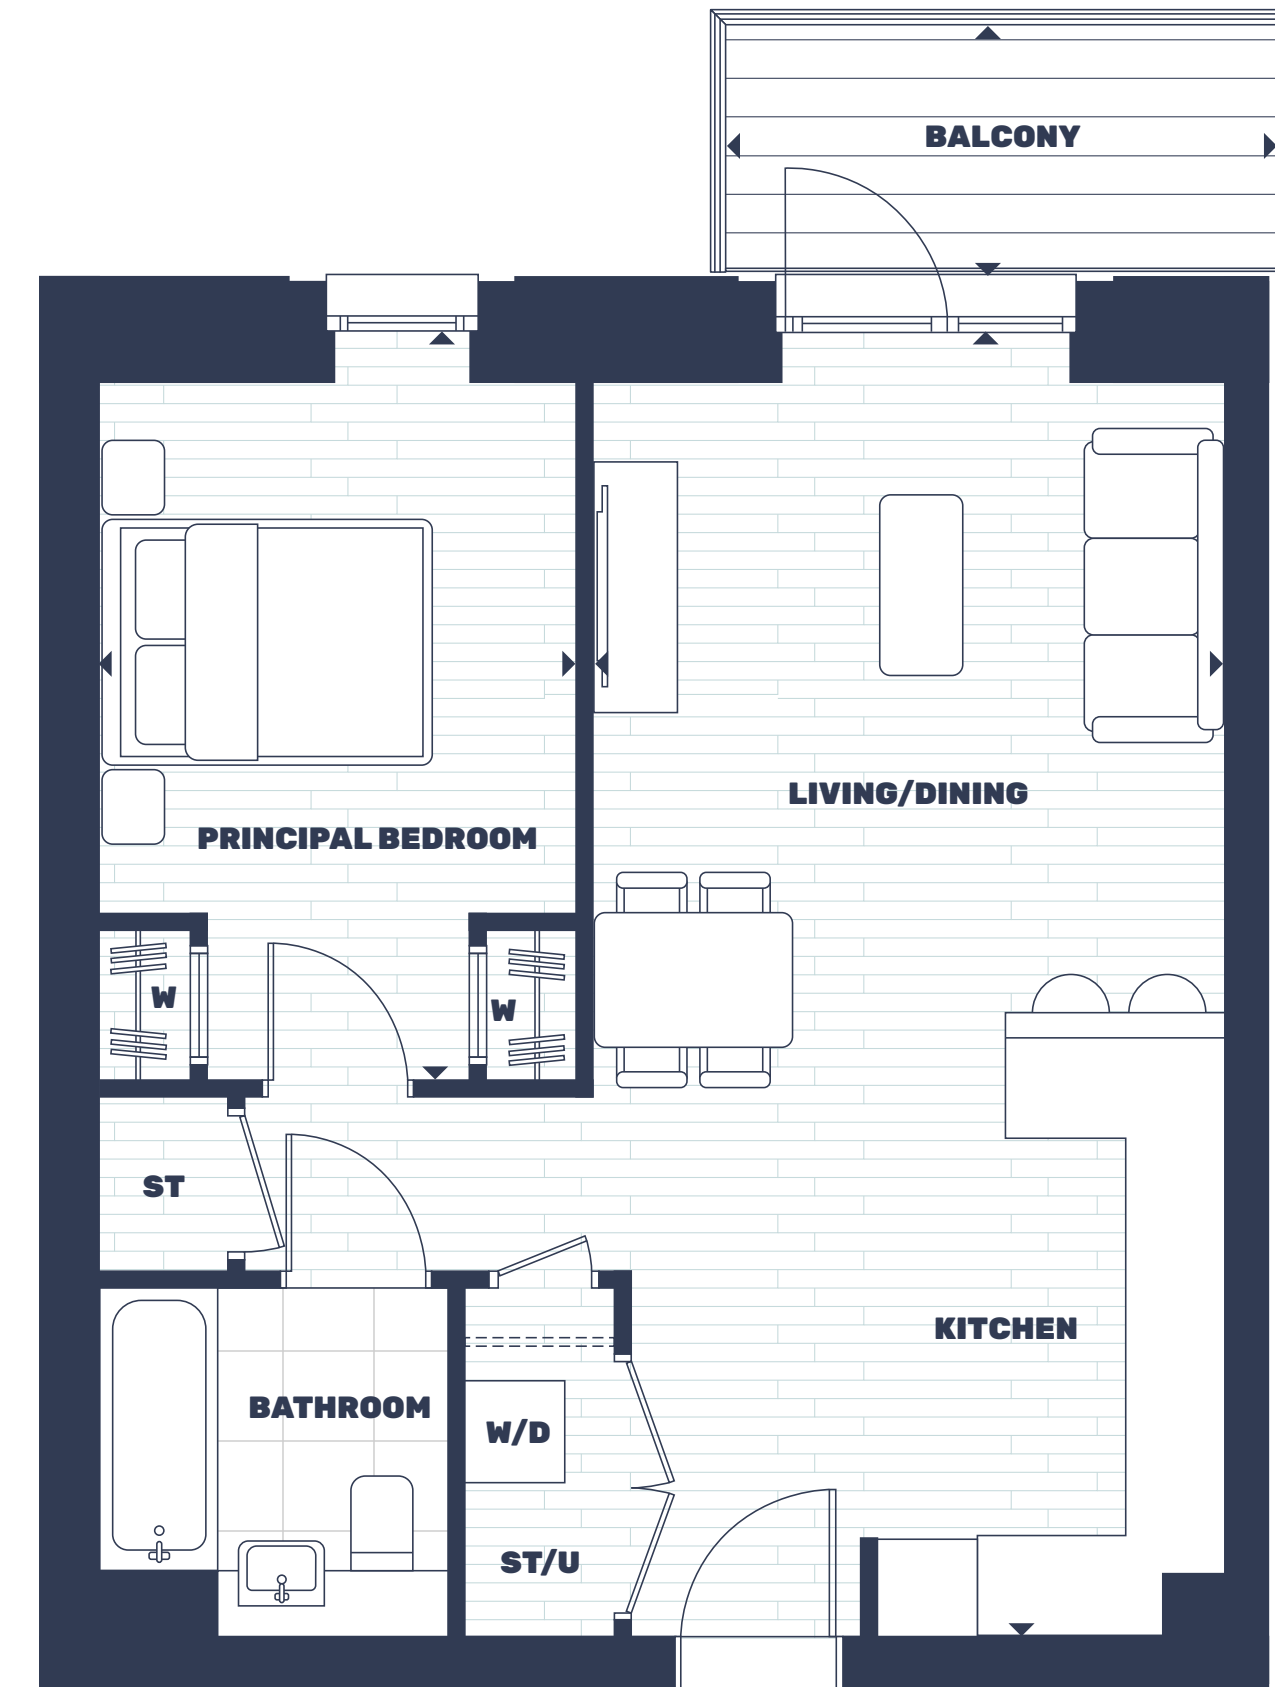 BALCONY
LIVING/DINING
PRINCIPAL BEDROOM
W
W
ST
KITCHEN
BATHROOM
W/D
ST/U